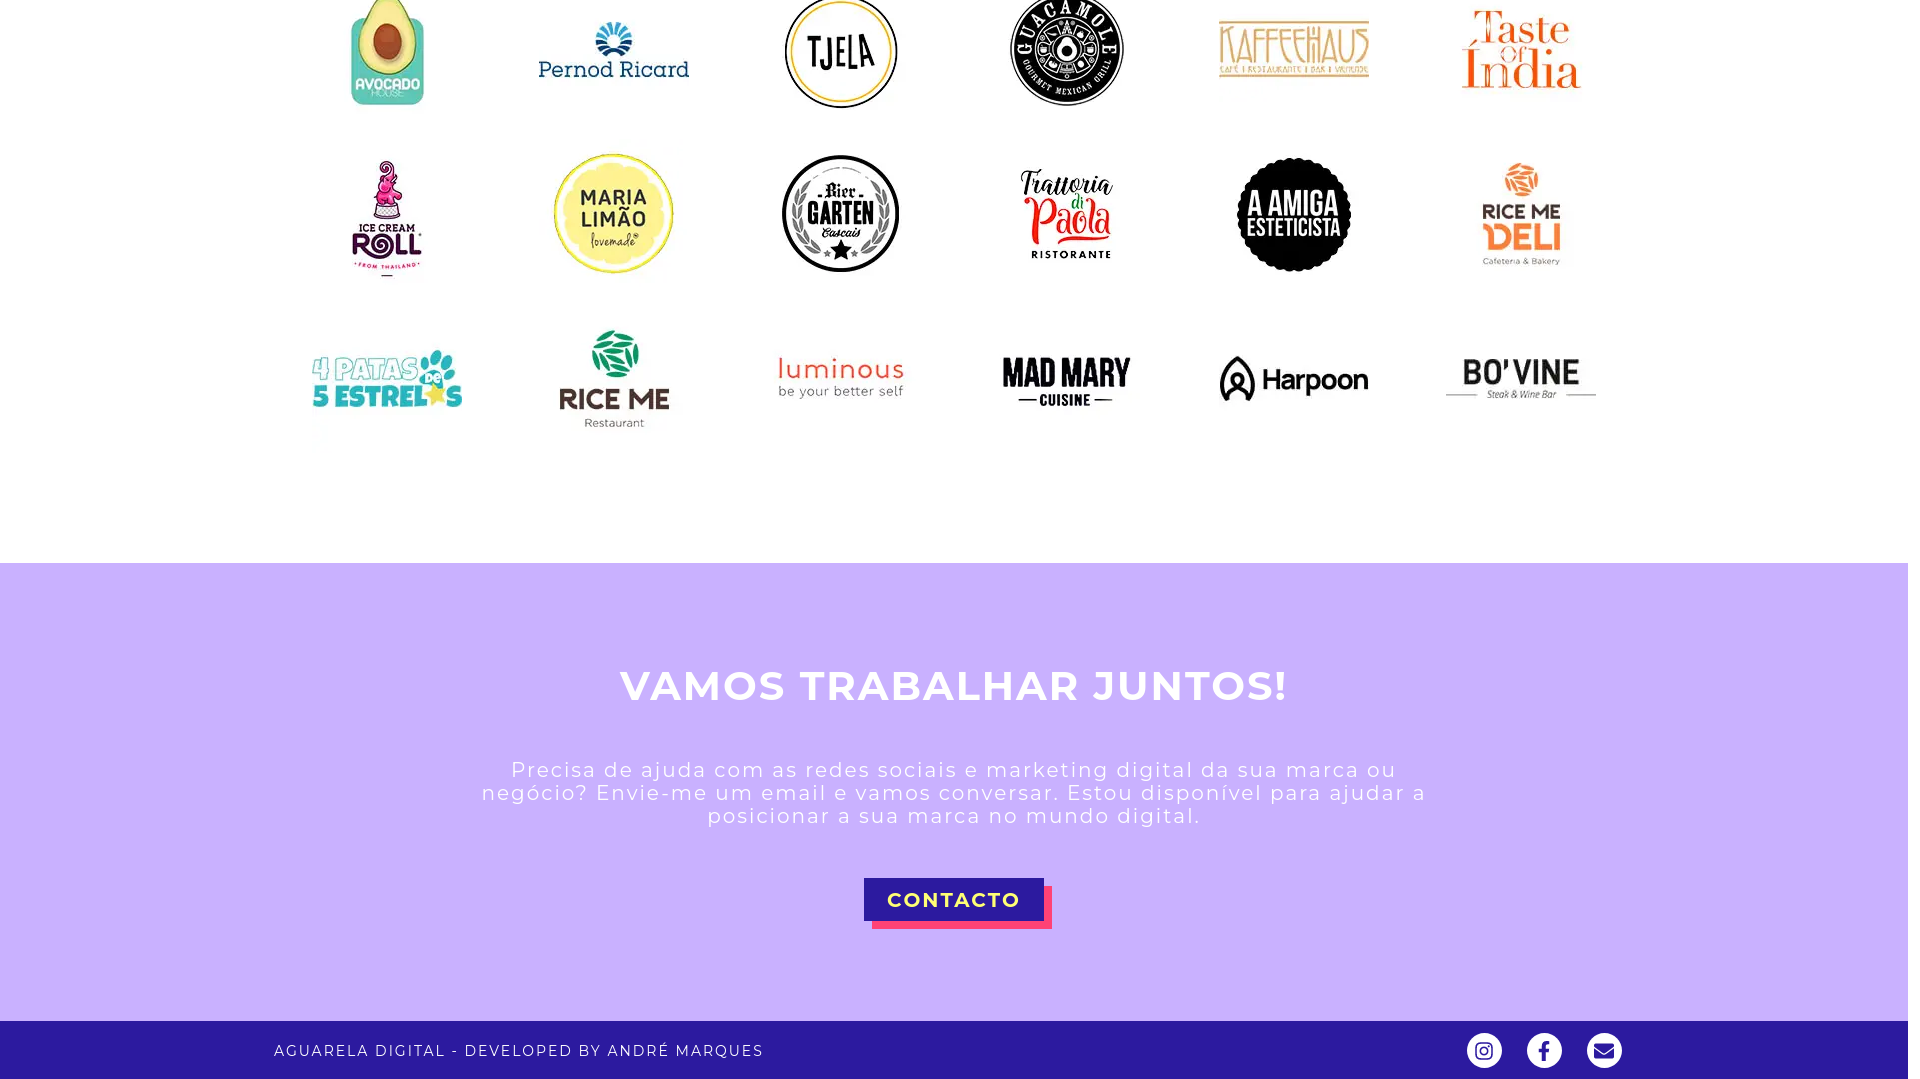 AVOCADO
HOUSE
Pernod Ricard
TJELA
GUACAMOLE
GOURMET MEXICAN GRILL
KAFFEEHAUS
CAFÉ | RESTAURANTE | BAR | VIENENSE
Taste
OF
Índia
ICE CREAM
ROLL
FROM THAILAND
MARIA
LIMÃO
lovemade
Bier
GARTEN
Cascais
Trattoria
di
Paola
RISTORANTE
A AMIGA
ESTETICISTA
RICE ME
DELI
Cafeteria & Bakery
4 PATAS
DE
5 ESTRELAS
RICE ME
Restaurant
luminous
be your better self
MAD MARY
CUISINE
Harpoon
BO'VINE
Steak & Wine Bar
VAMOS TRABALHAR JUNTOS!
Precisa de ajuda com as redes sociais e marketing digital da sua marca ou
negócio? Envie-me um email e vamos conversar. Estou disponível para ajudar a
posicionar a sua marca no mundo digital.
CONTACTO
AGUARELA DIGITAL - DEVELOPED BY ANDRÉ MARQUES